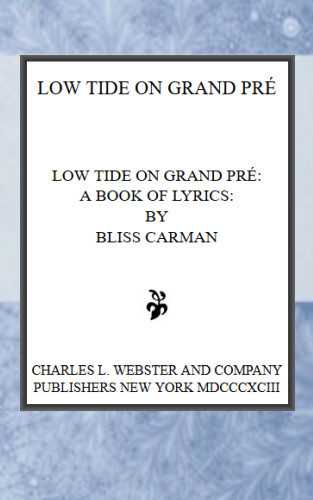 LOW TIDE ON GRAND PRÉ
LOW TIDE ON GRAND PRÉ:
A BOOK OF LYRICS:
BY
BLISS CARMAN
CHARLES L. WEBSTER AND COMPANY
PUBLISHERS NEW YORK MDCCCXCIII